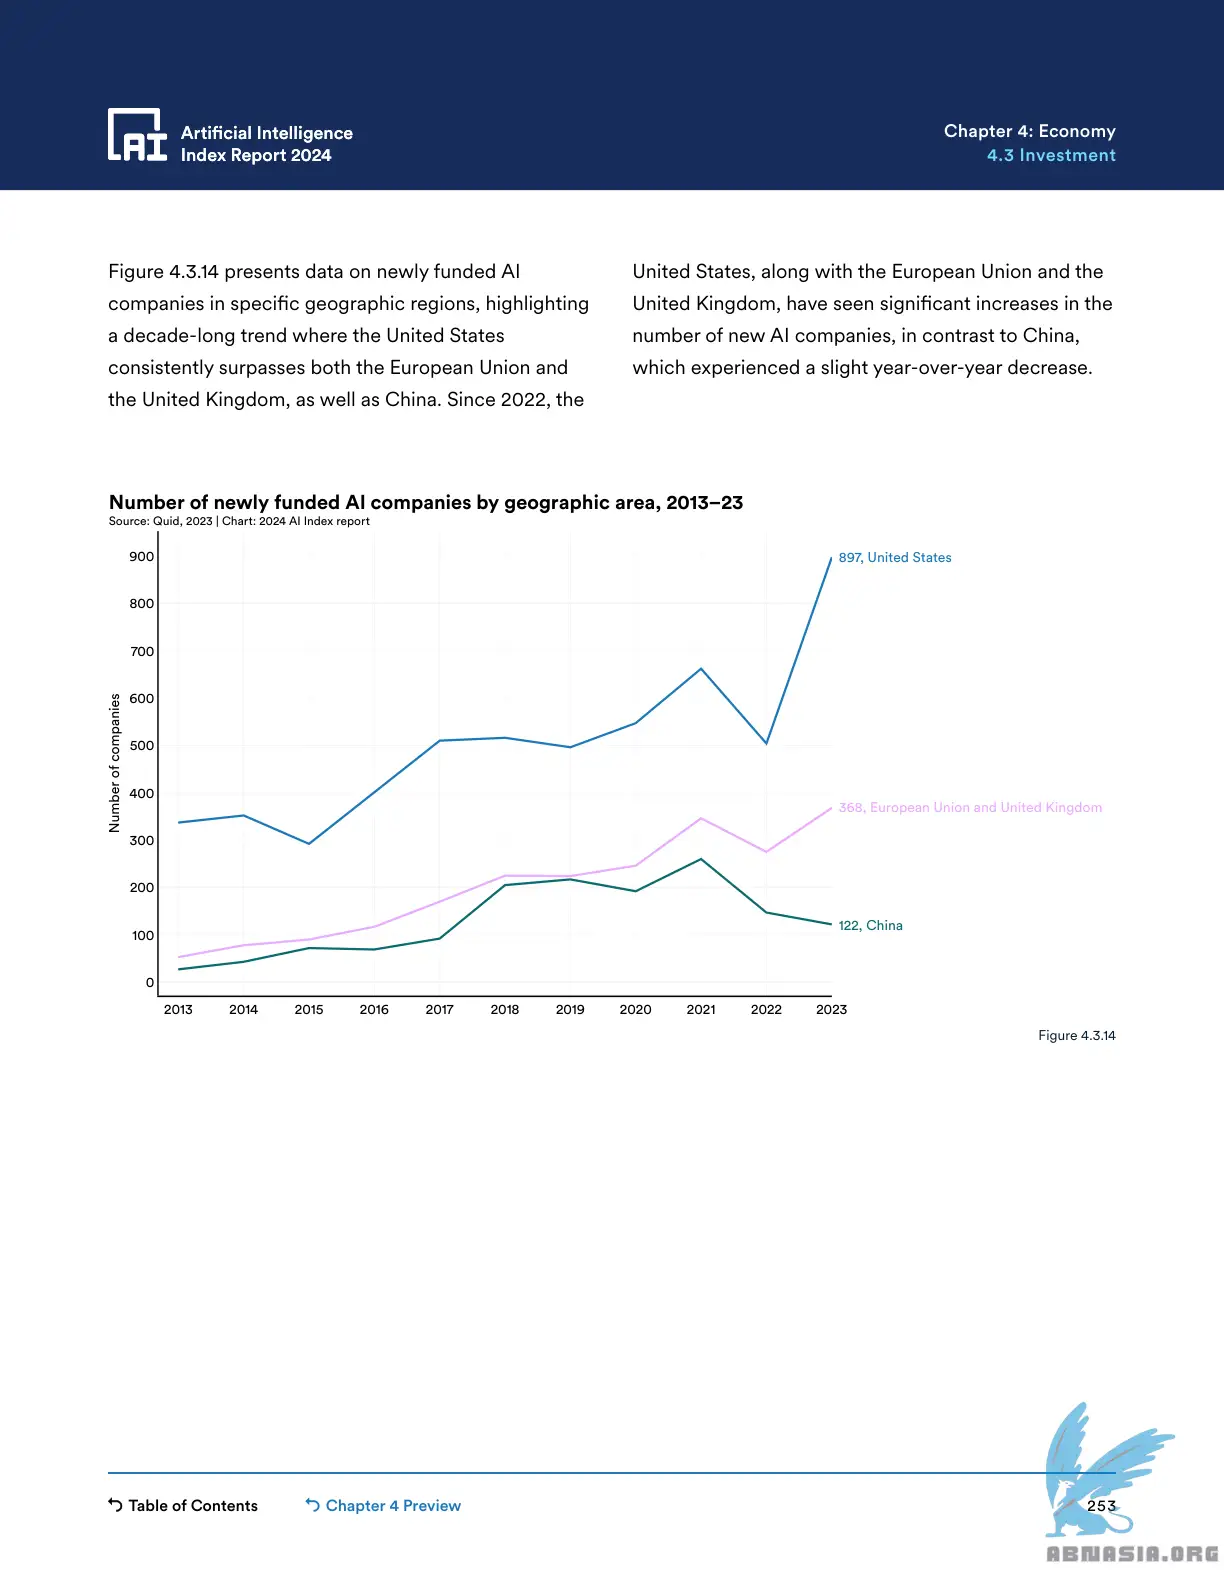 AI
Artificial Intelligence
Index Report 2024
Chapter 4: Economy
4.3 Investment
Figure 4.3.14 presents data on newly funded AI
companies in specific geographic regions, highlighting
a decade-long trend where the United States
consistently surpasses both the European Union and
the United Kingdom, as well as China. Since 2022, the
United States, along with the European Union and the
United Kingdom, have seen significant increases in the
number of new AI companies, in contrast to China,
which experienced a slight year-over-year decrease.
Number of newly funded AI companies by geographic area, 2013–23
Source: Quid, 2023 | Chart: 2024 AI Index report
Number of companies
900
800
700
600
500
400
300
200
100
0
897, United States
368, European Union and United Kingdom
122, China
2013 2014 2015 2016 2017 2018 2019 2020 2021 2022 2023
Figure 4.3.14
Table of Contents
Chapter 4 Preview
253
ABNASIA.ORG